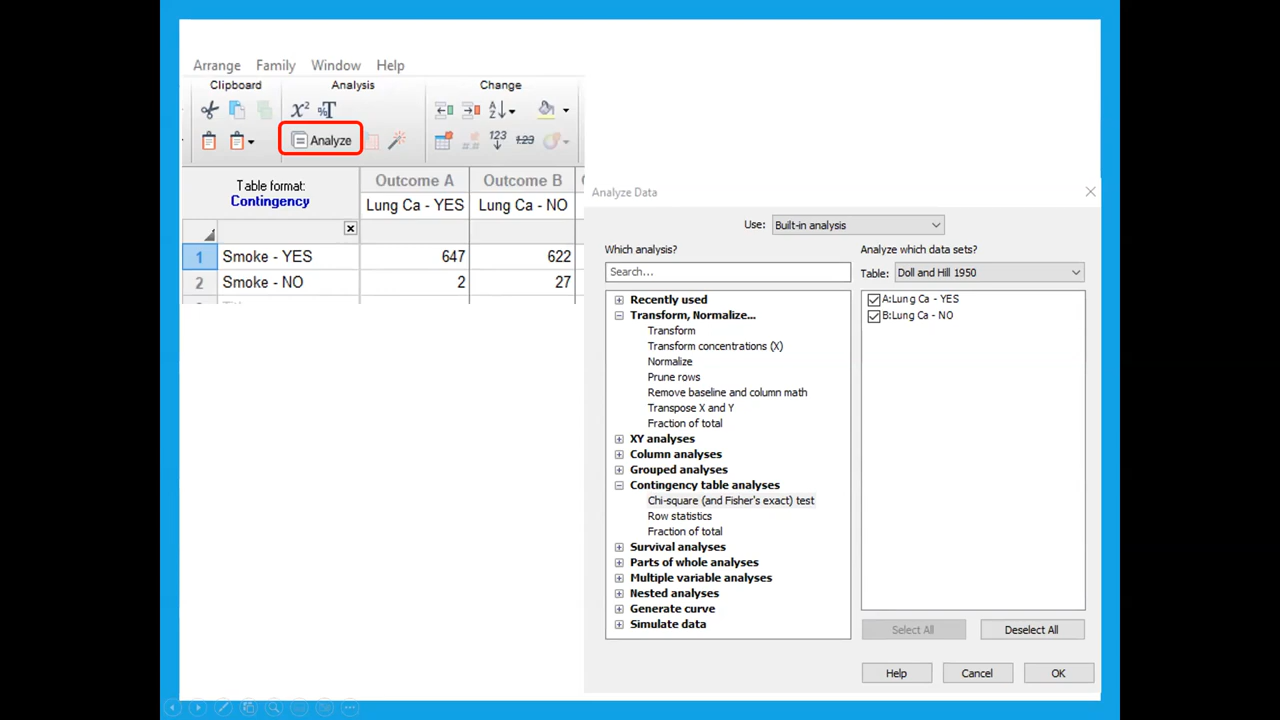 Arrange Family Window Help
Clipboard Analysis Change
Analyze
123
123
Table format:
Contingency
Outcome A Outcome B
Lung Ca - YES Lung Ca - NO
1 Smoke - YES 647 622
2 Smoke - NO 2 27
Analyze Data
Use: Built-in analysis
Which analysis?
Search...
Recently used
Transform, Normalize...
Transform
Transform concentrations (X)
Normalize
Prune rows
Remove baseline and column math
Transpose X and Y
Fraction of total
XY analyses
Column analyses
Grouped analyses
Contingency table analyses
Chi-square (and Fisher's exact) test
Row statistics
Fraction of total
Survival analyses
Parts of whole analyses
Multiple variable analyses
Nested analyses
Generate curve
Simulate data
Analyze which data sets?
Table: Doll and Hill 1950
A:Lung Ca - YES
B:Lung Ca - NO
Select All Deselect All
Help Cancel OK